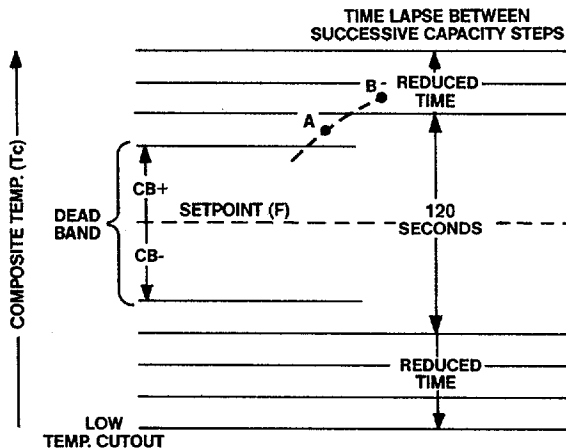 TIME LAPSE BETWEEN
SUCCESSIVE CAPACITY STEPS
B-
REDUCED
TIME
A
COMPOSITE TEMP. (Tc)
CB+
DEAD
BAND
SETPOINT (F)
120
SECONDS
CB-
REDUCED
TIME
LOW
TEMP. CUTOUT